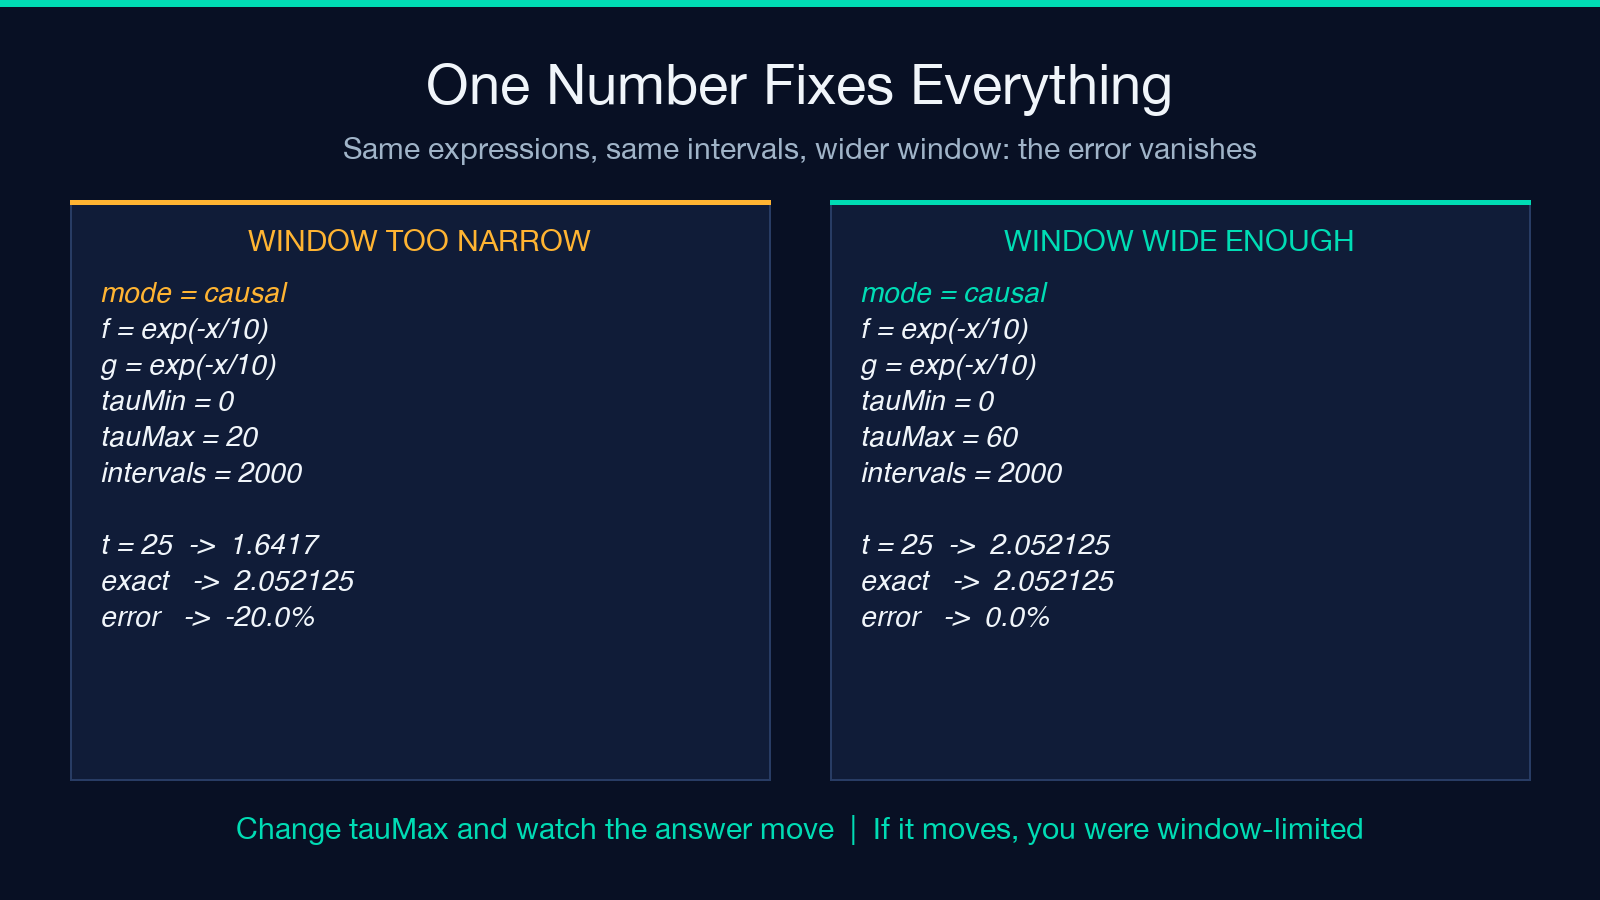 One Number Fixes Everything
Same expressions, same intervals, wider window: the error vanishes
WINDOW TOO NARROW
mode = causal
f = exp(-x/10)
g = exp(-x/10)
tauMin = 0
tauMax = 20
intervals = 2000
t = 25 -> 1.6417
exact -> 2.052125
error -> -20.0%
WINDOW WIDE ENOUGH
mode = causal
f = exp(-x/10)
g = exp(-x/10)
tauMin = 0
tauMax = 60
intervals = 2000
t = 25 -> 2.052125
exact -> 2.052125
error -> 0.0%
Change tauMax and watch the answer move | If it moves, you were window-limited